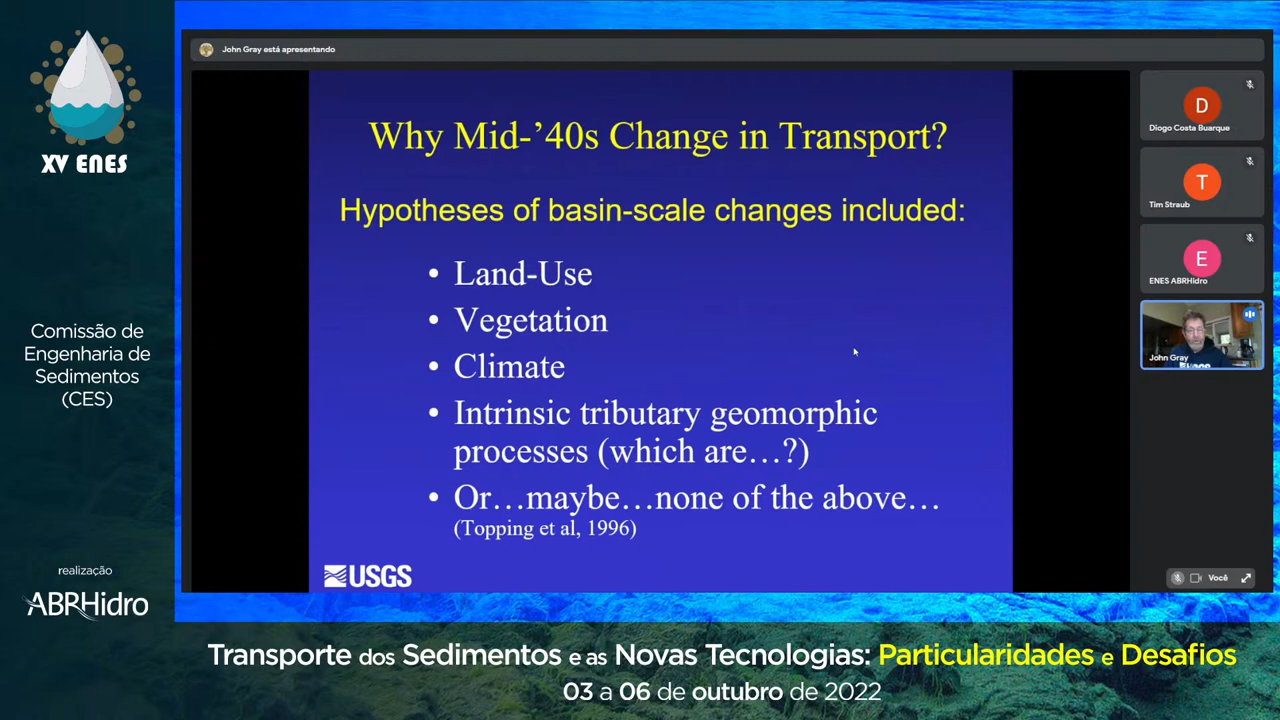 John Gray está apresentando
XV ENES
Comissão de
Engenharia de
Sedimentos
(CES)
realização
ABRHidro
Why Mid-’40s Change in Transport?
Hypotheses of basin-scale changes included:
• Land-Use
• Vegetation
• Climate
• Intrinsic tributary geomorphic
processes (which are…?)
• Or…maybe…none of the above…
(Topping et al, 1996)
USGS
D
Diogo Costa Buarque
T
Tim Straub
E
ENES ABRHidro
John Gray
USGS
Você
Transporte dos Sedimentos e as Novas Tecnologias: Particularidades e Desafios
03 a 06 de outubro de 2022